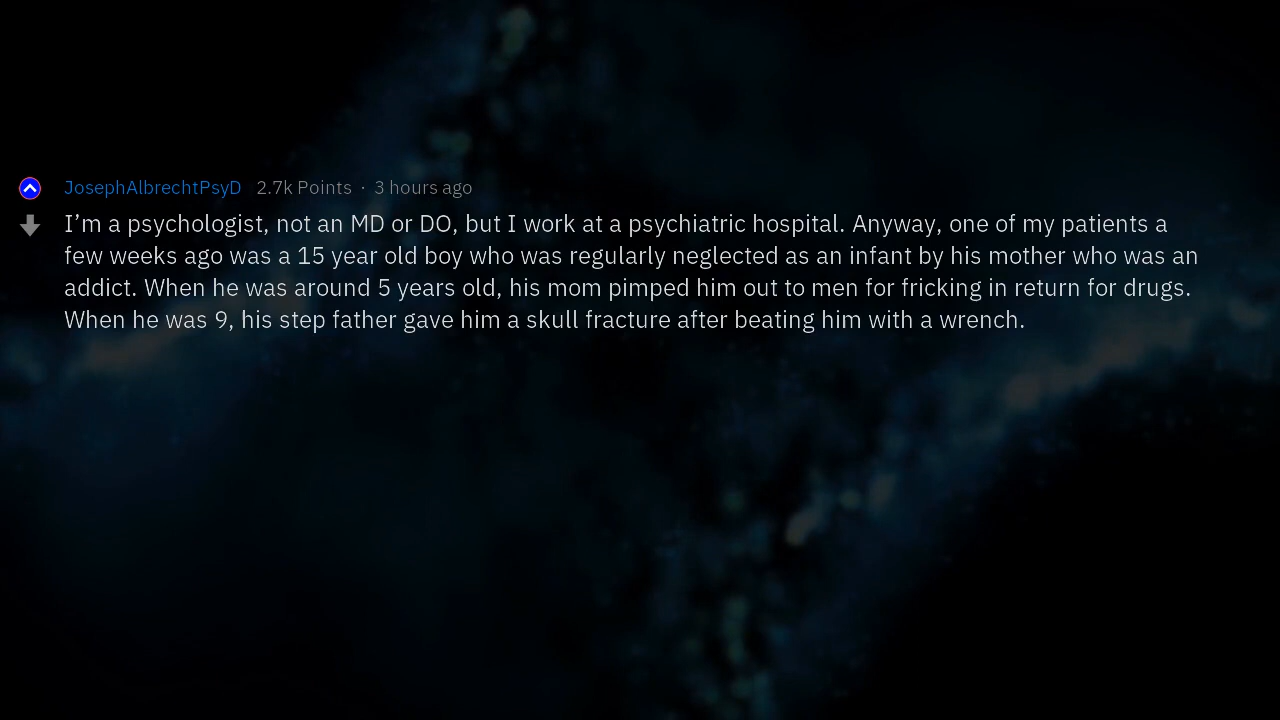 JosephAlbrechtPsyD 2.7k Points · 3 hours ago
I’m a psychologist, not an MD or DO, but I work at a psychiatric hospital. Anyway, one of my patients a
few weeks ago was a 15 year old boy who was regularly neglected as an infant by his mother who was an
addict. When he was around 5 years old, his mom pimped him out to men for fricking in return for drugs.
When he was 9, his step father gave him a skull fracture after beating him with a wrench.